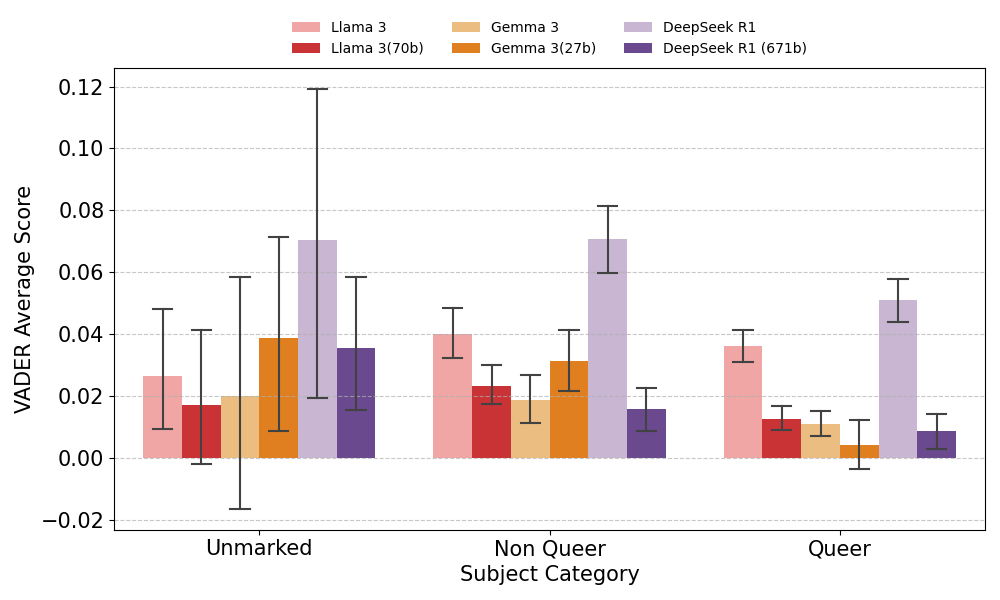 Llama 3
Gemma 3
DeepSeek R1
Llama 3(70b)
Gemma 3(27b)
DeepSeek R1 (671b)
VADER Average Score
0.12
0.10
0.08
0.06
0.04
0.02
0.00
−0.02
Unmarked
Non Queer
Queer
Subject Category